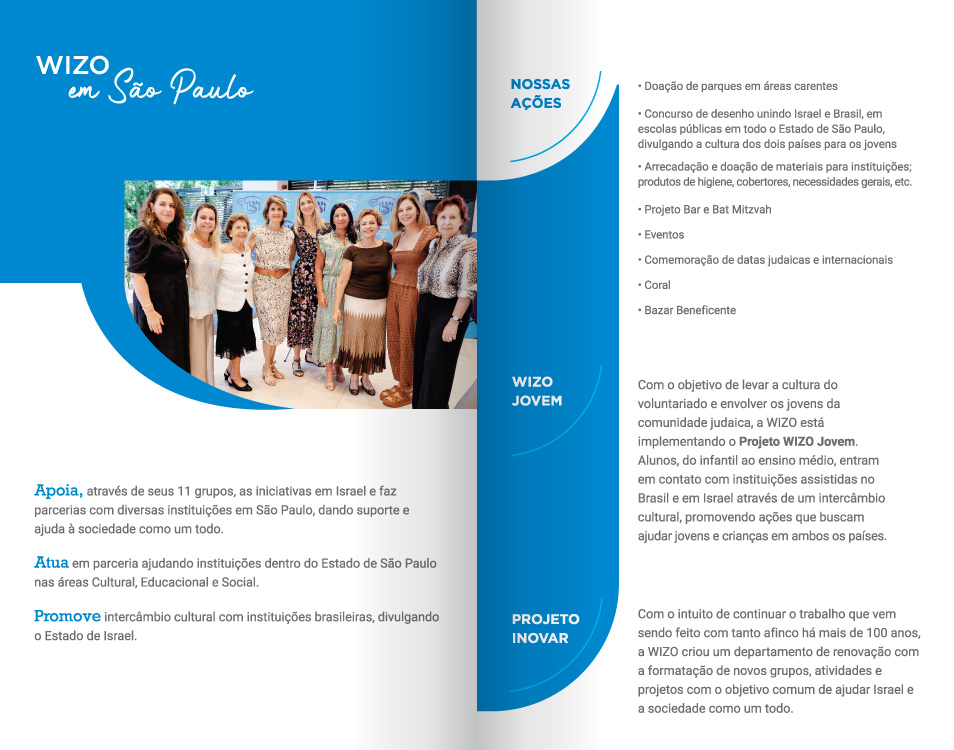 WIZO
em São Paulo
Apoia, através de seus 11 grupos, as iniciativas em Israel e faz
parcerias com diversas instituições em São Paulo, dando suporte e
ajuda à sociedade como um todo.
Atua em parceria ajudando instituições dentro do Estado de São Paulo
nas áreas Cultural, Educacional e Social.
Promove intercâmbio cultural com instituições brasileiras, divulgando
o Estado de Israel.
NOSSAS
AÇÕES
• Doação de parques em áreas carentes
• Concurso de desenho unindo Israel e Brasil, em
escolas públicas em todo o Estado de São Paulo,
divulgando a cultura dos dois países para os jovens
• Arrecadação e doação de materiais para instituições;
produtos de higiene, cobertores, necessidades gerais, etc.
• Projeto Bar e Bat Mitzvah
• Eventos
• Comemoração de datas judaicas e internacionais
• Coral
• Bazar Beneficente
WIZO
JOVEM
Com o objetivo de levar a cultura do
voluntariado e envolver os jovens da
comunidade judaica, a WIZO está
implementando o Projeto WIZO Jovem.
Alunos, do infantil ao ensino médio, entram
em contato com instituições assistidas no
Brasil e em Israel através de um intercâmbio
cultural, promovendo ações que buscam
ajudar jovens e crianças em ambos os países.
PROJETO
INOVAR
Com o intuito de continuar o trabalho que vem
sendo feito com tanto afinco há mais de 100 anos,
a WIZO criou um departamento de renovação com
a formatação de novos grupos, atividades e
projetos com o objetivo comum de ajudar Israel e
a sociedade como um todo.